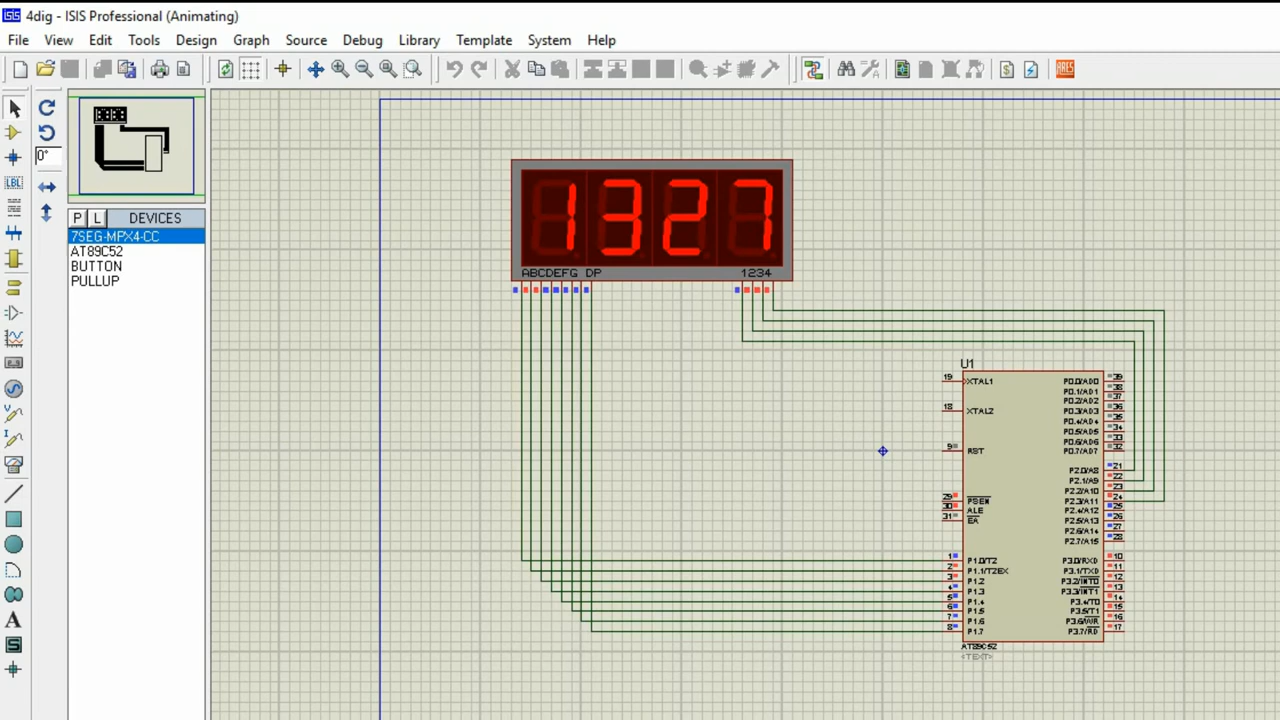 ISIS 4dig - ISIS Professional (Animating)
File View Edit Tools Design Graph Source Debug Library Template System Help
ARES
0°
LBL
P L DEVICES
7SEG-MPX4-CC
AT89C52
BUTTON
PULLUP
A
S
1327
ABCDEFG DP 1234
U1
19 XTAL1
18 XTAL2
9 RST
29 PSEN
30 ALE
31 EA
1 P1.0/T2
2 P1.1/T2EX
3 P1.2
4 P1.3
5 P1.4
6 P1.5
7 P1.6
8 P1.7
P0.0/AD0 39
P0.1/AD1 38
P0.2/AD2 37
P0.3/AD3 36
P0.4/AD4 35
P0.5/AD5 34
P0.6/AD6 33
P0.7/AD7 32
P2.0/A8 21
P2.1/A9 22
P2.2/A10 23
P2.3/A11 24
P2.4/A12 25
P2.5/A13 26
P2.6/A14 27
P2.7/A15 28
P3.0/RXD 10
P3.1/TXD 11
P3.2/INT0 12
P3.3/INT1 13
P3.4/T0 14
P3.5/T1 15
P3.6/WR 16
P3.7/RD 17
AT89C52
<TEXT>